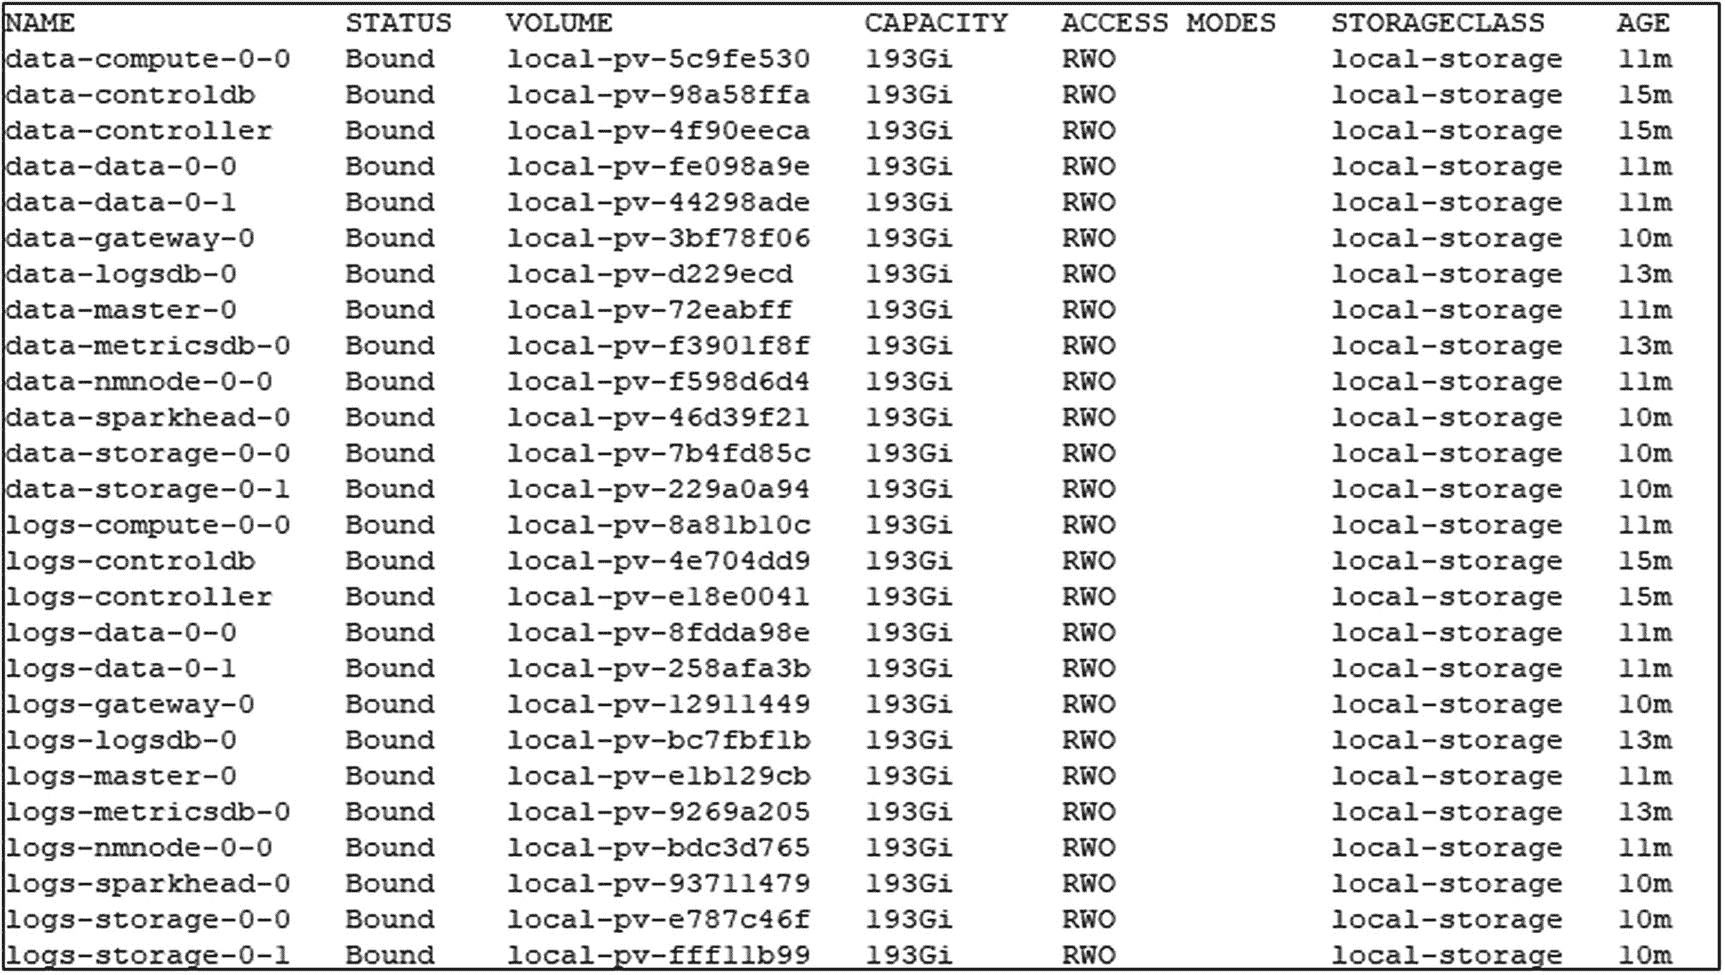 NAME STATUS VOLUME CAPACITY ACCESS MODES STORAGECLASS AGE
data-compute-0-0 Bound local-pv-5c9fe530 193Gi RWO local-storage 11m
data-controldb Bound local-pv-98a58ffa 193Gi RWO local-storage 15m
data-controller Bound local-pv-4f90eeca 193Gi RWO local-storage 15m
data-data-0-0 Bound local-pv-fe098a9e 193Gi RWO local-storage 11m
data-data-0-1 Bound local-pv-44298ade 193Gi RWO local-storage 11m
data-gateway-0 Bound local-pv-3bf78f06 193Gi RWO local-storage 10m
data-logsdb-0 Bound local-pv-d229ecd 193Gi RWO local-storage 13m
data-master-0 Bound local-pv-72eabff 193Gi RWO local-storage 11m
data-metricsdb-0 Bound local-pv-f3901f8f 193Gi RWO local-storage 13m
data-nmnode-0-0 Bound local-pv-f598d6d4 193Gi RWO local-storage 11m
data-sparkhead-0 Bound local-pv-46d39f21 193Gi RWO local-storage 10m
data-storage-0-0 Bound local-pv-7b4fd85c 193Gi RWO local-storage 10m
data-storage-0-1 Bound local-pv-229a0a94 193Gi RWO local-storage 10m
logs-compute-0-0 Bound local-pv-8a81b10c 193Gi RWO local-storage 11m
logs-controldb Bound local-pv-4e704dd9 193Gi RWO local-storage 15m
logs-controller Bound local-pv-e18e0041 193Gi RWO local-storage 15m
logs-data-0-0 Bound local-pv-8fdda98e 193Gi RWO local-storage 11m
logs-data-0-1 Bound local-pv-258afa3b 193Gi RWO local-storage 11m
logs-gateway-0 Bound local-pv-12911449 193Gi RWO local-storage 10m
logs-logsdb-0 Bound local-pv-bc7fbf1b 193Gi RWO local-storage 13m
logs-master-0 Bound local-pv-e1b129cb 193Gi RWO local-storage 11m
logs-metricsdb-0 Bound local-pv-9269a205 193Gi RWO local-storage 13m
logs-nmnode-0-0 Bound local-pv-bdc3d765 193Gi RWO local-storage 11m
logs-sparkhead-0 Bound local-pv-93711479 193Gi RWO local-storage 10m
logs-storage-0-0 Bound local-pv-e787c46f 193Gi RWO local-storage 10m
logs-storage-0-1 Bound local-pv-fff11b99 193Gi RWO local-storage 10m